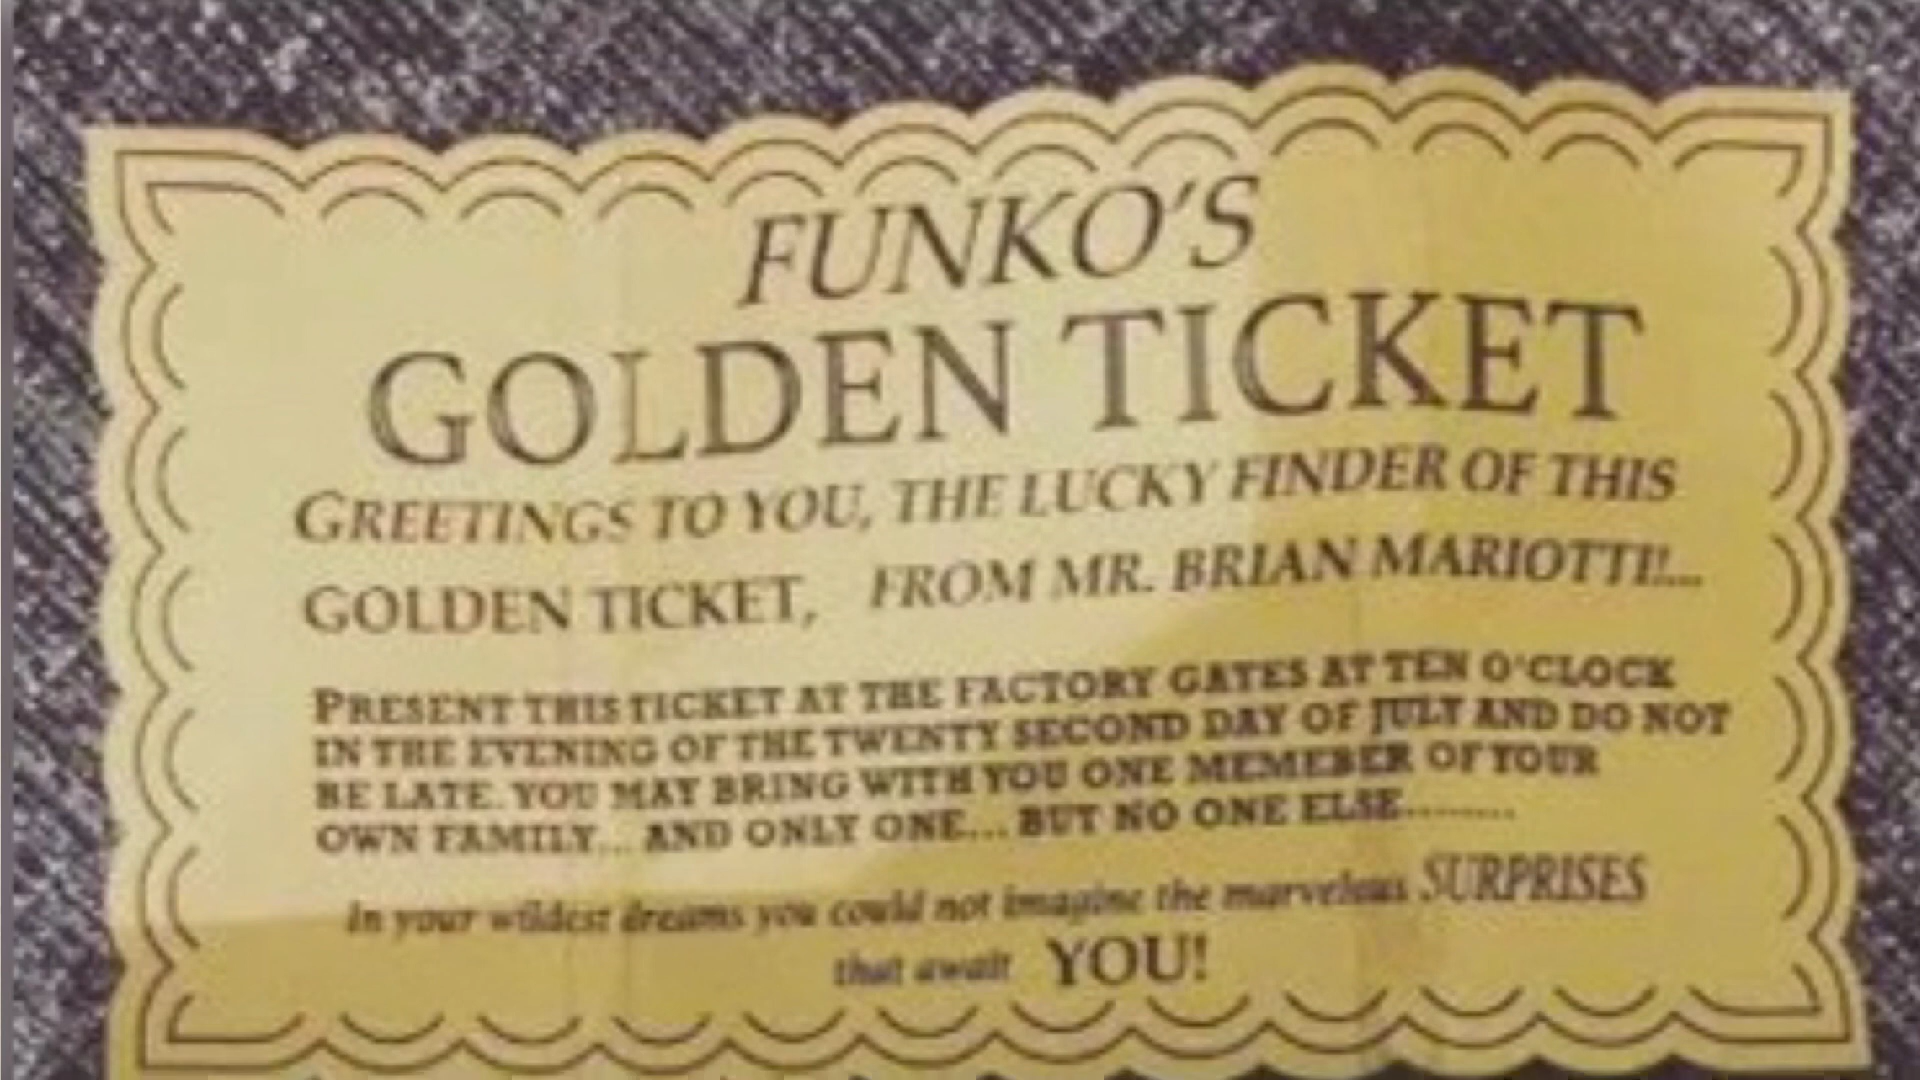 FUNKO'S
GOLDEN TICKET
GREETINGS TO YOU, THE LUCKY FINDER OF THIS
GOLDEN TICKET, FROM MR. BRIAN MARIOTTI!...
PRESENT THIS TICKET AT THE FACTORY GATES AT TEN O'CLOCK
IN THE EVENING OF THE TWENTY SECOND DAY OF JULY AND DO NOT
BE LATE. YOU MAY BRING WITH YOU ONE MEMEBER OF YOUR
OWN FAMILY... AND ONLY ONE... BUT NO ONE ELSE.........
In your wildest dreams you could not imagine the marvelous SURPRISES
that await YOU!